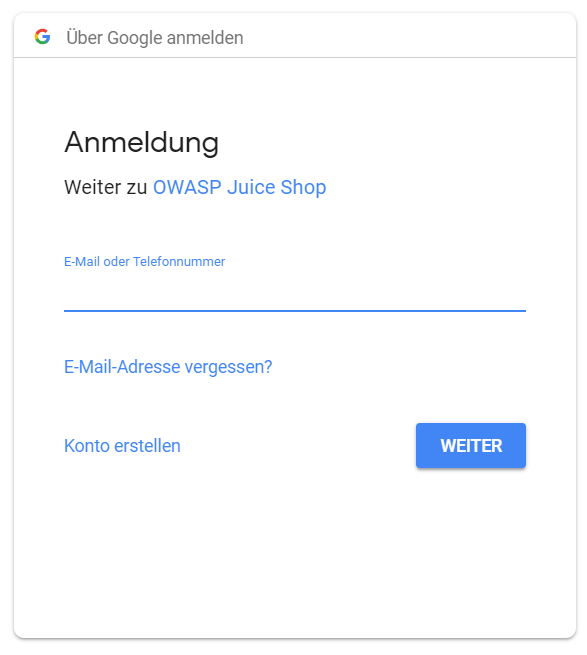 Über Google anmelden
Anmeldung
Weiter zu OWASP Juice Shop
E-Mail oder Telefonnummer
E-Mail-Adresse vergessen?
Konto erstellen
WEITER